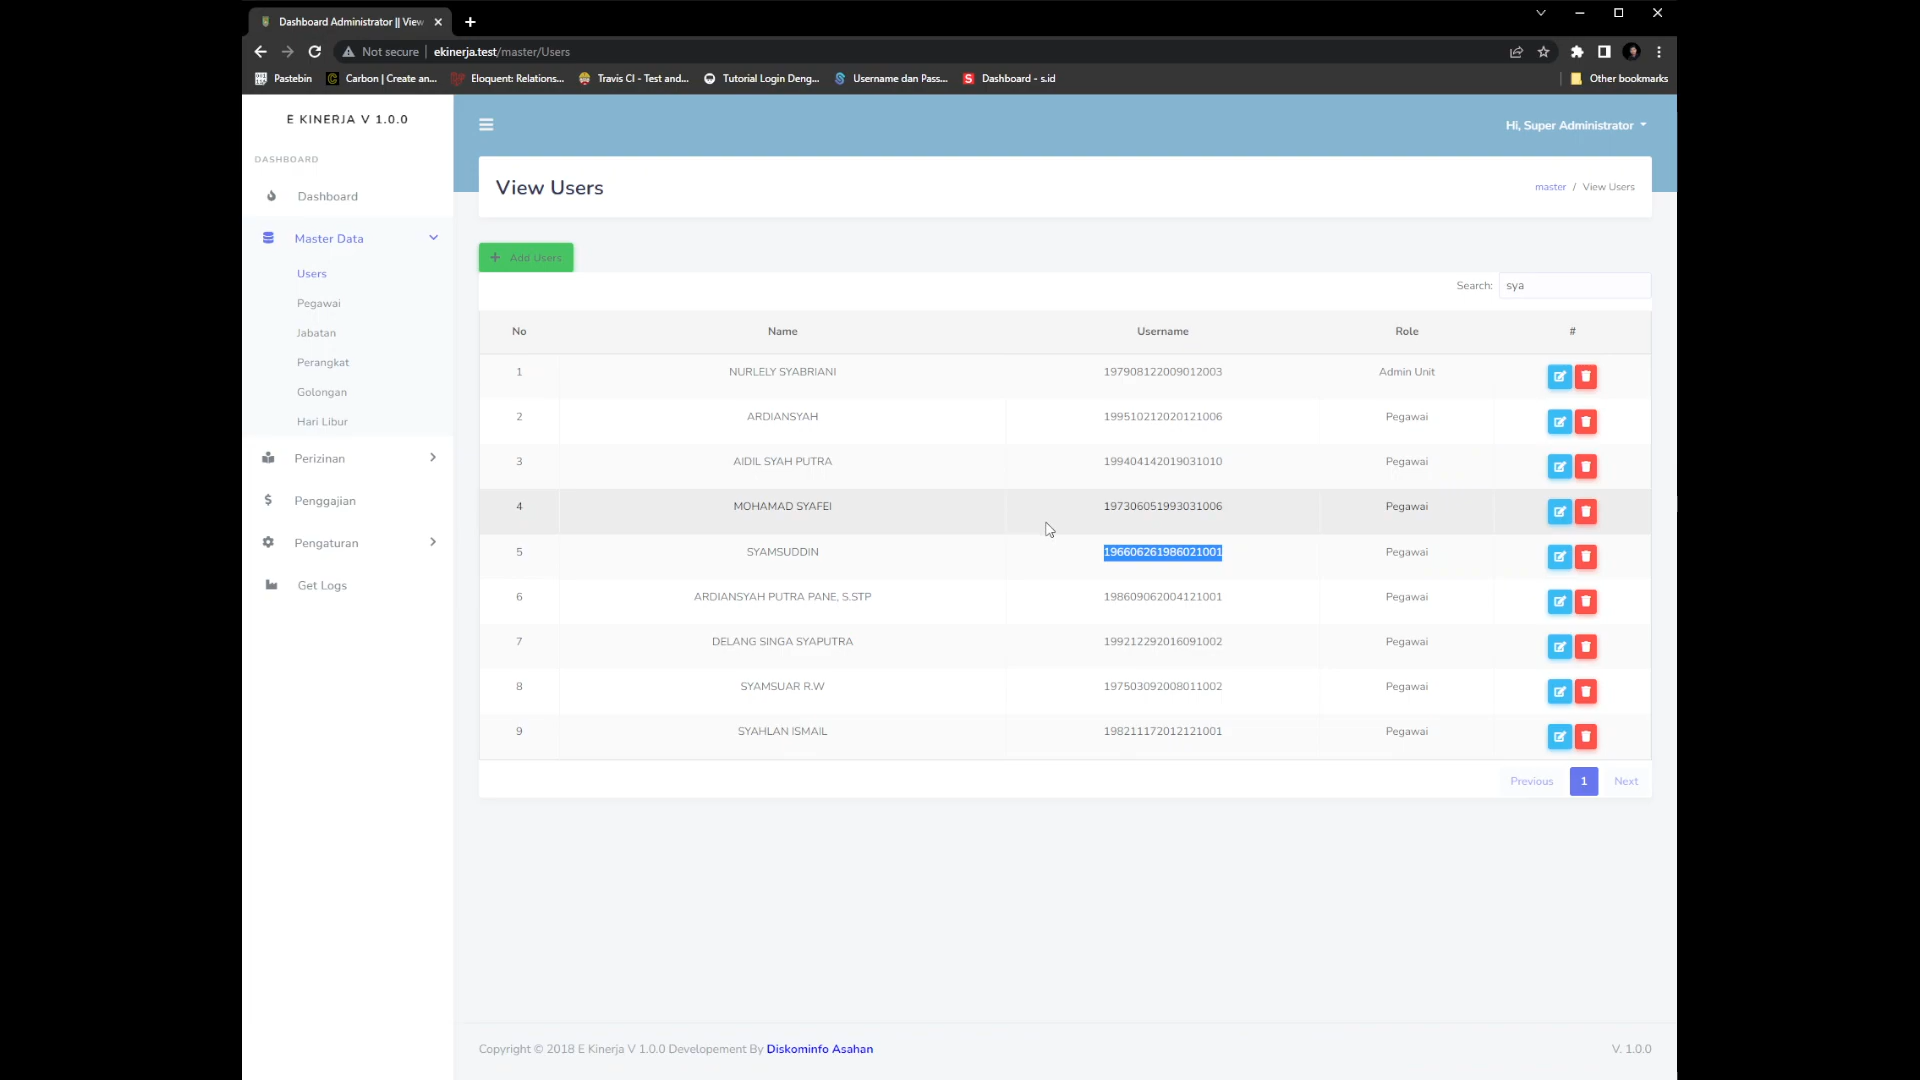 Dashboard Administrator || View
Not secure | ekinerja.test/master/Users
Pastebin
Carbon | Create an...
Eloquent: Relations...
Travis CI - Test and...
Tutorial Login Deng...
Username dan Pass...
Dashboard - s.id
Other bookmarks
E KINERJA V 1.0.0
Hi, Super Administrator
DASHBOARD
Dashboard
Master Data
Users
Pegawai
Jabatan
Perangkat
Golongan
Hari Libur
Perizinan
Penggajian
Pengaturan
Get Logs
View Users
master / View Users
Add Users
Search: sya
No Name Username Role #
1 NURLELY SYABRIANI 197908122009012003 Admin Unit
2 ARDIANSYAH 199510212020121006 Pegawai
3 AIDIL SYAH PUTRA 199404142019031010 Pegawai
4 MOHAMAD SYAFEI 197306051993031006 Pegawai
5 SYAMSUDDIN 196606261986021001 Pegawai
6 ARDIANSYAH PUTRA PANE, S.STP 198609062004121001 Pegawai
7 DELANG SINGA SYAPUTRA 199212292016091002 Pegawai
8 SYAMSUAR R.W 197503092008011002 Pegawai
9 SYAHLAN ISMAIL 198211172012121001 Pegawai
Previous 1 Next
Copyright © 2018 E Kinerja V 1.0.0 Developement By Diskominfo Asahan
V. 1.0.0